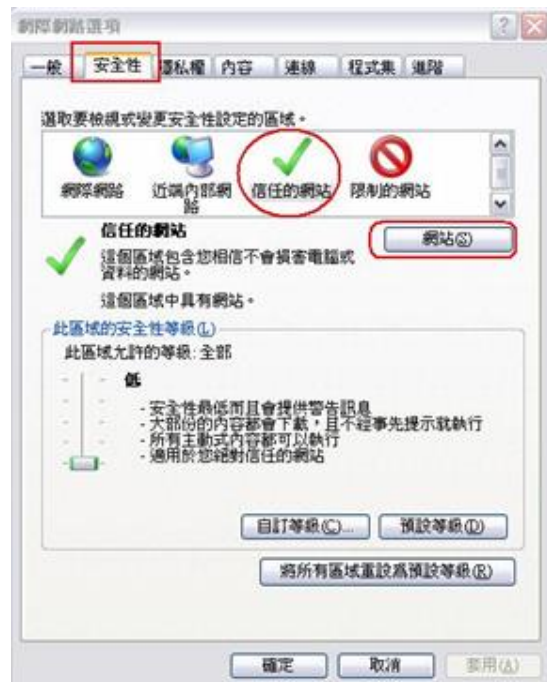 網際網路選項
一般 安全性 隱私權 內容 連線 程式集 進階
選取要檢視或變更安全性設定的區域。
網際網路 近端內部網路 信任的網站 限制的網站
信任的網站
網站(S)
這個區域包含您相信不會損害電腦或
資料的網站。
這個區域中具有網站。
此區域的安全性等級(L)
此區域允許的等級: 全部
低
- 安全性最低而且會提供警告訊息
- 大部份的內容都會下載，且不經事先提示就執行
- 所有主動式內容都可以執行
- 適用於您絕對信任的網站
自訂等級(C)... 預設等級(D)
將所有區域重設為預設等級(R)
確定 取消 套用(A)